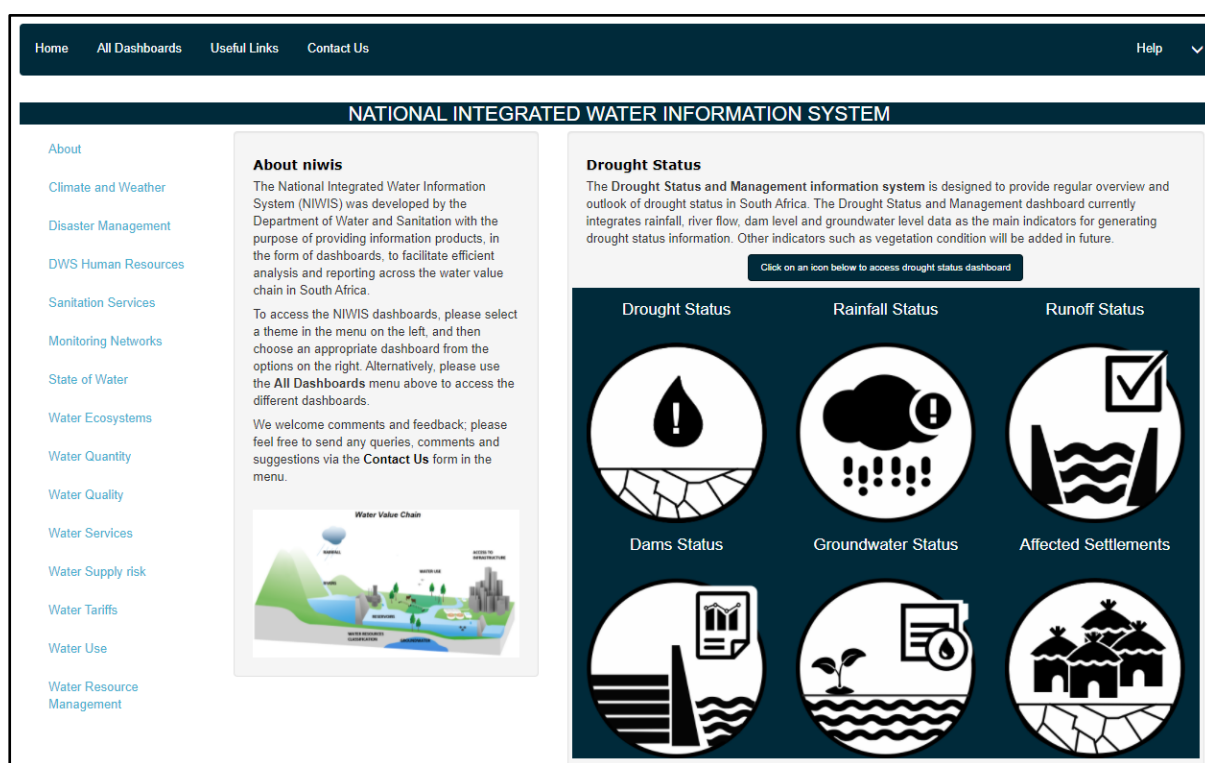 Home
All Dashboards
Useful Links
Contact Us
Help
NATIONAL INTEGRATED WATER INFORMATION SYSTEM
About
Climate and Weather
Disaster Management
DWS Human Resources
Sanitation Services
Monitoring Networks
State of Water
Water Ecosystems
Water Quantity
Water Quality
Water Services
Water Supply risk
Water Tariffs
Water Use
Water Resource
Management
About niwis
The National Integrated Water Information
System (NIWIS) was developed by the
Department of Water and Sanitation with the
purpose of providing information products, in
the form of dashboards, to facilitate efficient
analysis and reporting across the water value
chain in South Africa.
To access the NIWIS dashboards, please select
a theme in the menu on the left, and then
choose an appropriate dashboard from the
options on the right. Alternatively, please use
the All Dashboards menu above to access the
different dashboards.
We welcome comments and feedback; please
feel free to send any queries, comments and
suggestions via the Contact Us form in the
menu.
Water Value Chain
RAINFALL
ACCESS TO
INFRASTRUCTURE
WATER USE
RIVERS
RESERVOIRS
WATER RESOURCES
CLASSIFICATION
GROUNDWATER
Drought Status
The Drought Status and Management information system is designed to provide regular overview and
outlook of drought status in South Africa. The Drought Status and Management dashboard currently
integrates rainfall, river flow, dam level and groundwater level data as the main indicators for generating
drought status information. Other indicators such as vegetation condition will be added in future.
Click on an icon below to access drought status dashboard
Drought Status
Rainfall Status
Runoff Status
Dams Status
Groundwater Status
Affected Settlements